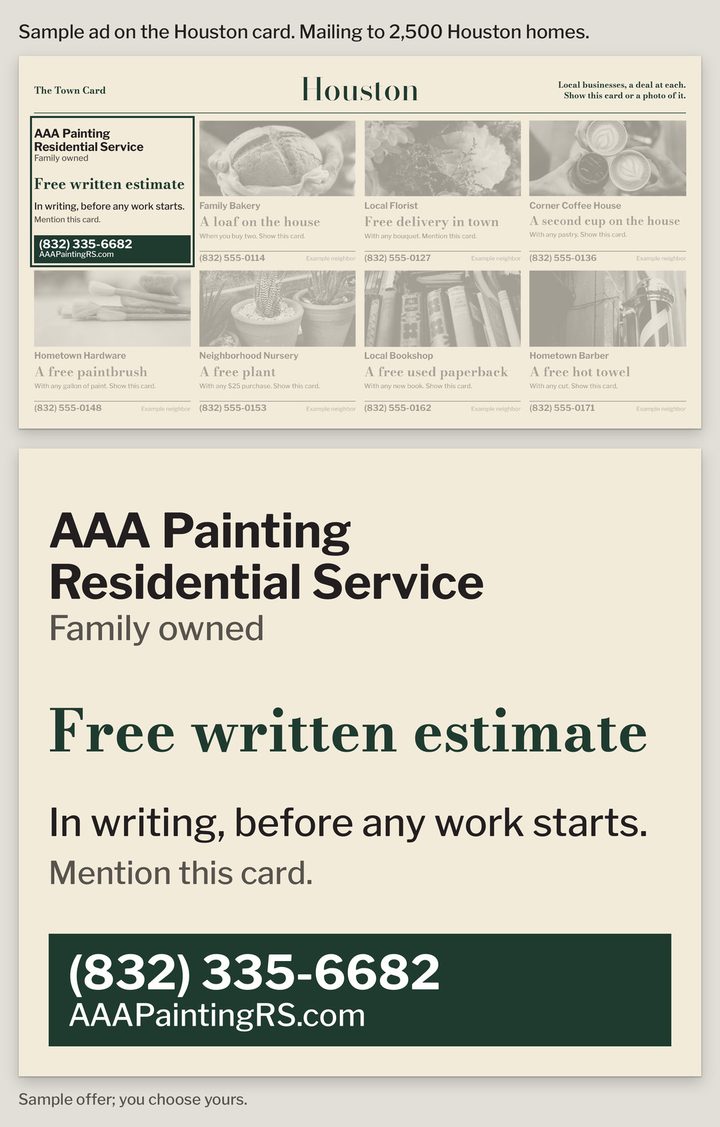 Sample ad on the Houston card. Mailing to 2,500 Houston homes.
The Town Card
Houston
Local businesses, a deal at each.
Show this card or a photo of it.
AAA Painting
Residential Service
Family owned
Free written estimate
In writing, before any work starts.
Mention this card.
(832) 335-6682
AAAPaintingRS.com
Family Bakery
A loaf on the house
When you buy two. Show this card.
(832) 555-0114
Example neighbor
Local Florist
Free delivery in town
With any bouquet. Mention this card.
(832) 555-0127
Example neighbor
Corner Coffee House
A second cup on the house
With any pastry. Show this card.
(832) 555-0136
Example neighbor
Hometown Hardware
A free paintbrush
With any gallon of paint. Show this card.
(832) 555-0148
Example neighbor
Neighborhood Nursery
A free plant
With any $25 purchase. Show this card.
(832) 555-0153
Example neighbor
Local Bookshop
A free used paperback
With any new book. Show this card.
(832) 555-0162
Example neighbor
Hometown Barber
A free hot towel
With any cut. Show this card.
(832) 555-0171
Example neighbor
AAA Painting
Residential Service
Family owned
Free written estimate
In writing, before any work starts.
Mention this card.
(832) 335-6682
AAAPaintingRS.com
Sample offer; you choose yours.